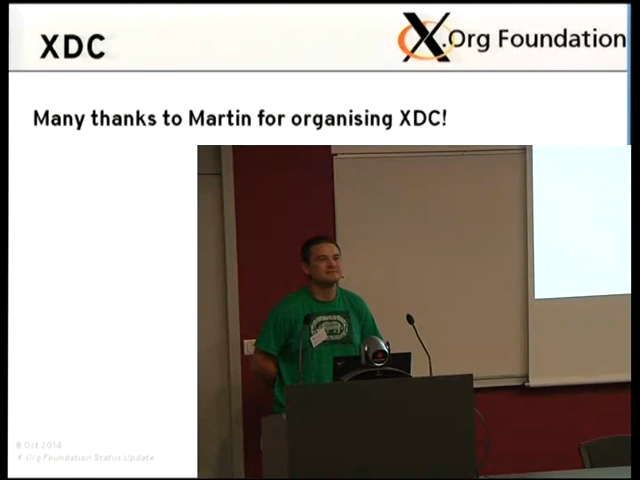 XDC
X.Org Foundation
Many thanks to Martin for organising XDC!
8 Oct 2014
X.Org Foundation Status Update